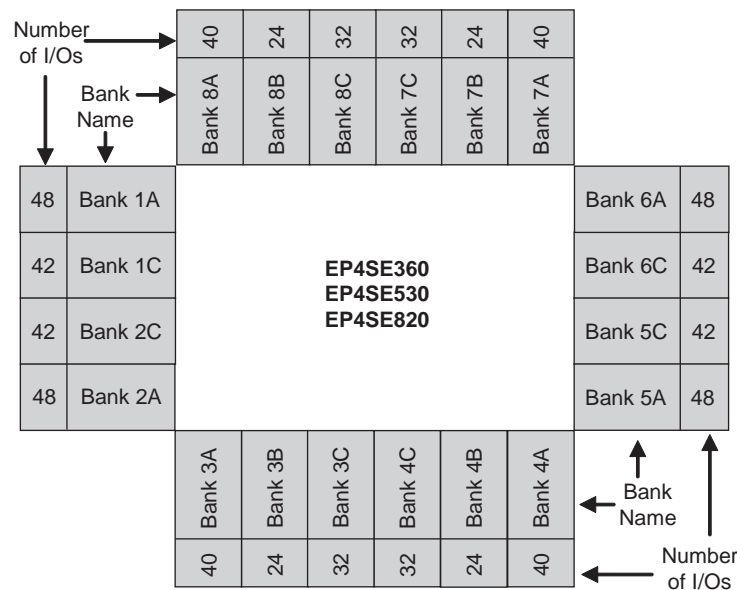 Number
of I/Os
40 24 32 32 24 40
Bank
Name
Bank 8A Bank 8B Bank 8C Bank 7C Bank 7B Bank 7A
48 Bank 1A
42 Bank 1C
42 Bank 2C
48 Bank 2A
EP4SE360
EP4SE530
EP4SE820
Bank 6A 48
Bank 6C 42
Bank 5C 42
Bank 5A 48
Bank 3A Bank 3B Bank 3C Bank 4C Bank 4B Bank 4A
Bank
Name
40 24 32 32 24 40
Number
of I/Os